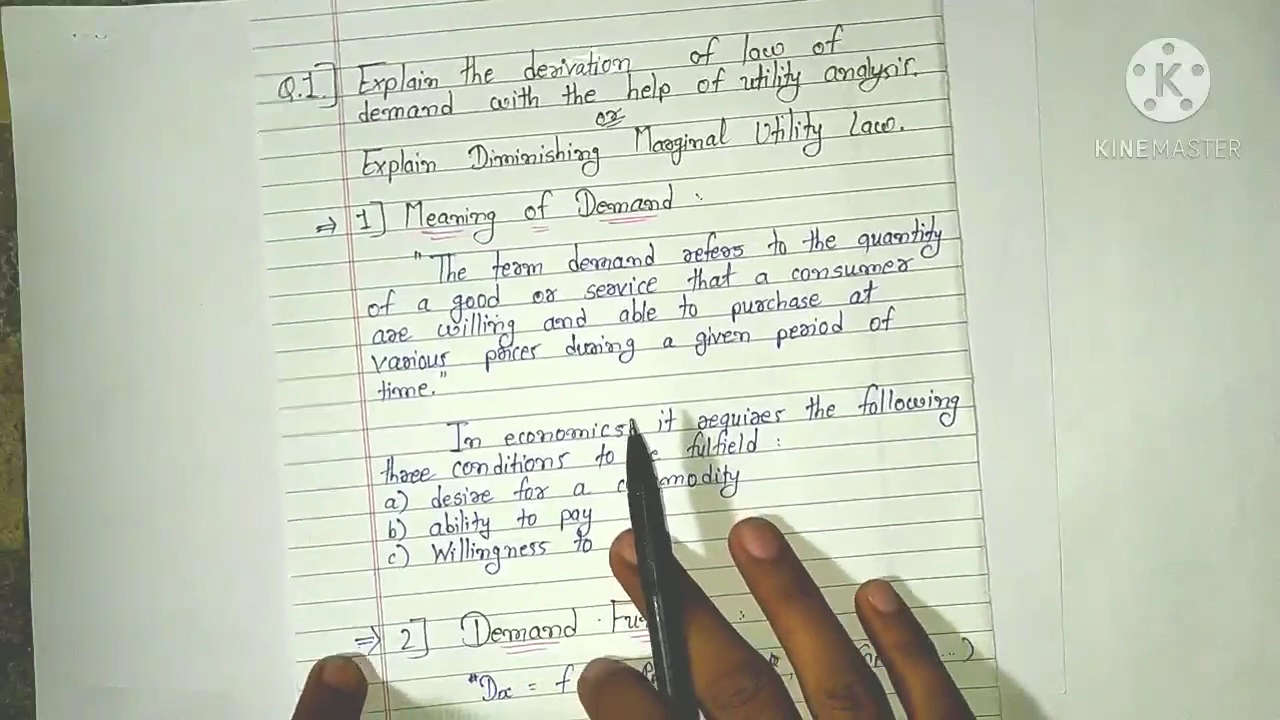 Q.1] Explain the derivation of law of
demand with the help of utility analysis.
or
Explain Diminishing Marginal Utility Law.
⇒ 1] Meaning of Demand :
"The term demand refers to the quantity
of a good or service that a consumer
are willing and able to purchase at
various prices during a given period of
time."
In economics, it requires the following
three conditions to fulfield :
a) desire for a
b) ability to pay
c) Willingness to
⇒ 2] Demand
"Dx = f
K
KINEMASTER